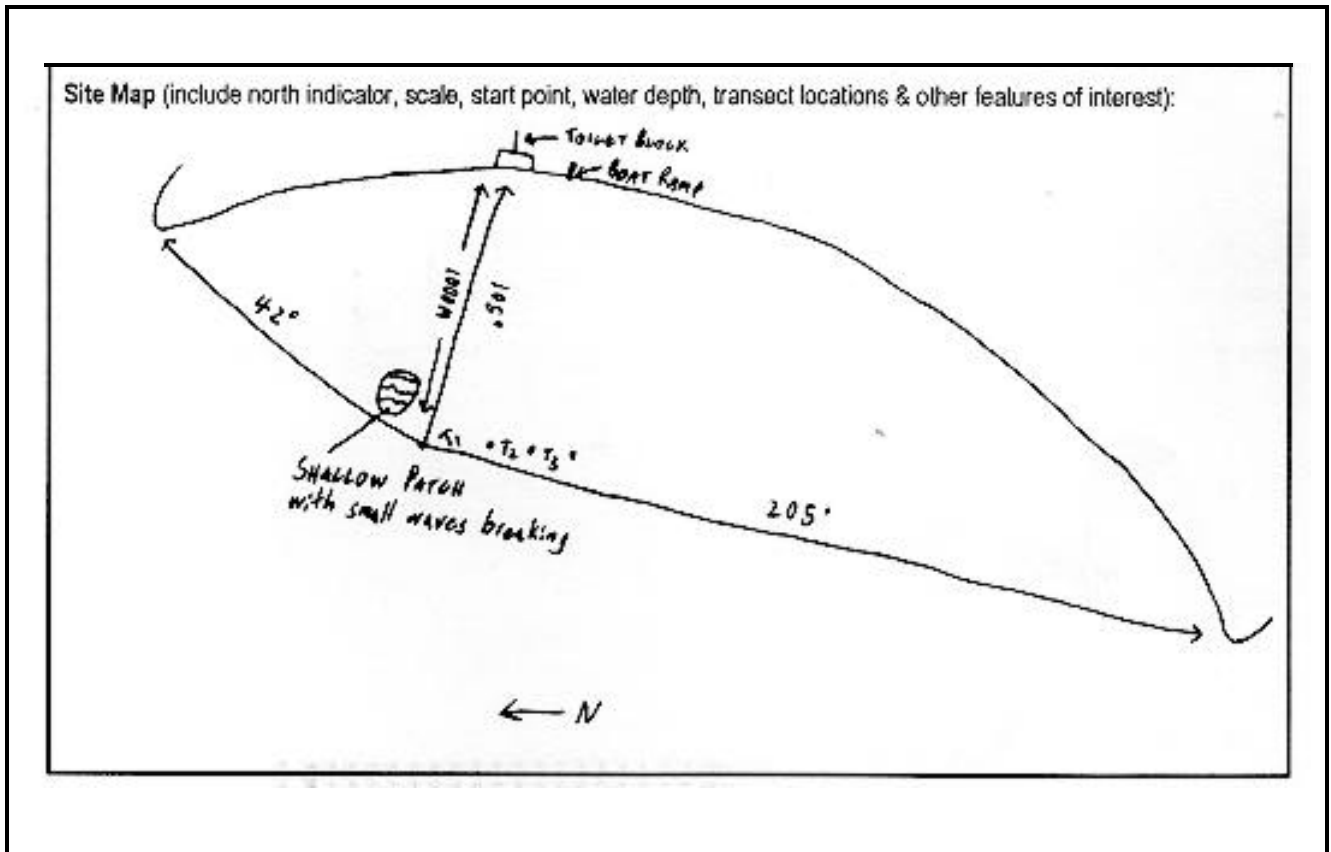 Site Map (include north indicator, scale, start point, water depth, transect locations & other features of interest):
TOILET BLOCK
BOAT RAMP
42°
1000M
105°
T1 T2 T3
SHALLOW PATCH
with small waves breaking
205°
N